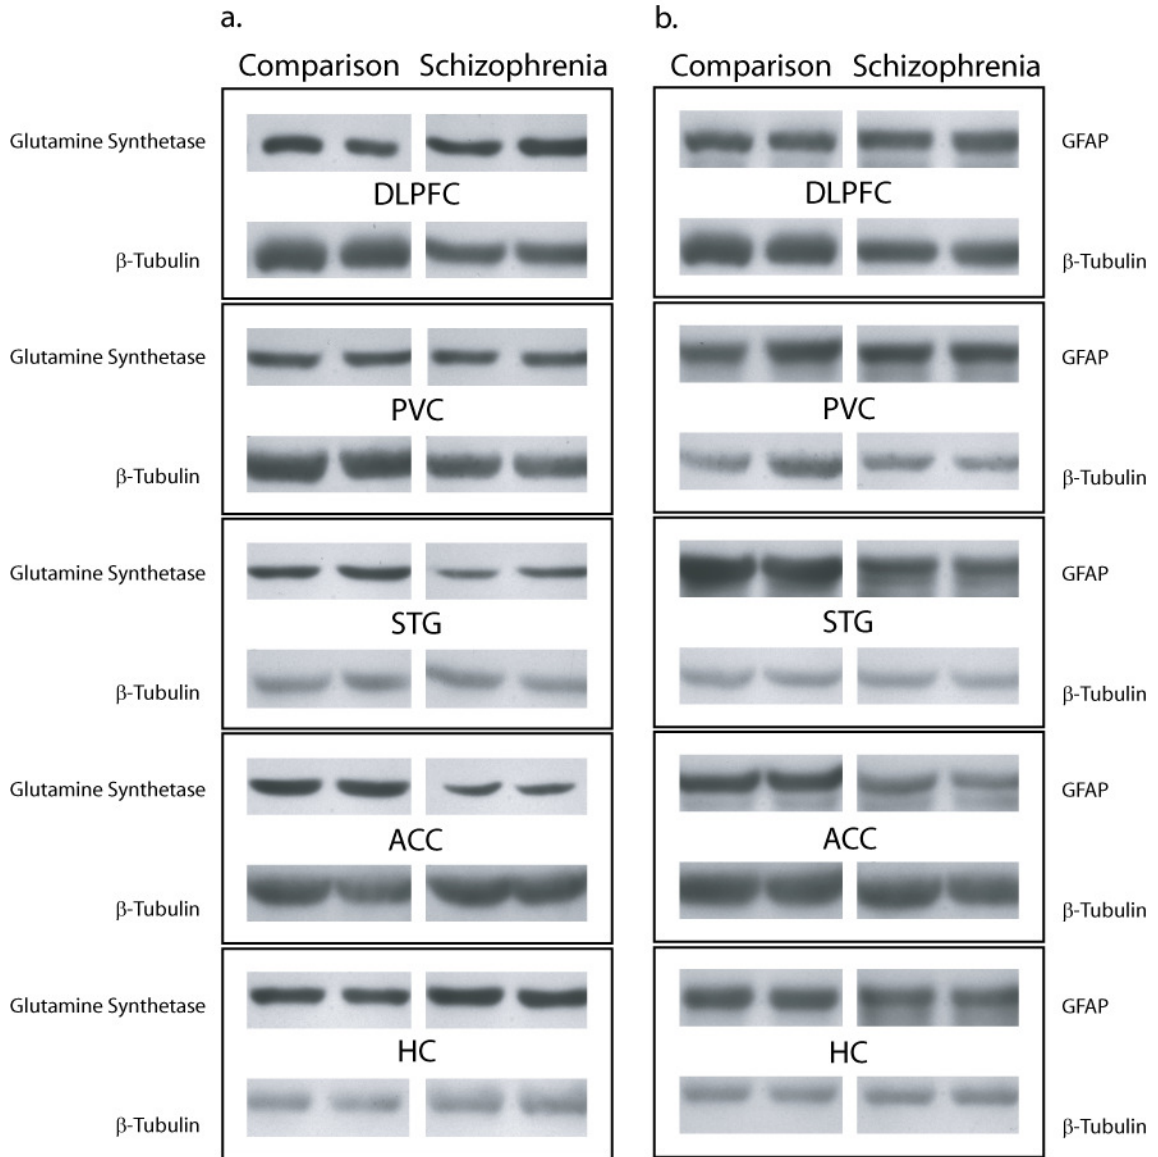 a.
b.
Comparison Schizophrenia
Comparison Schizophrenia
Glutamine Synthetase
GFAP
DLPFC
DLPFC
β-Tubulin
β-Tubulin
Glutamine Synthetase
GFAP
PVC
PVC
β-Tubulin
β-Tubulin
Glutamine Synthetase
GFAP
STG
STG
β-Tubulin
β-Tubulin
Glutamine Synthetase
GFAP
ACC
ACC
β-Tubulin
β-Tubulin
Glutamine Synthetase
GFAP
HC
HC
β-Tubulin
β-Tubulin